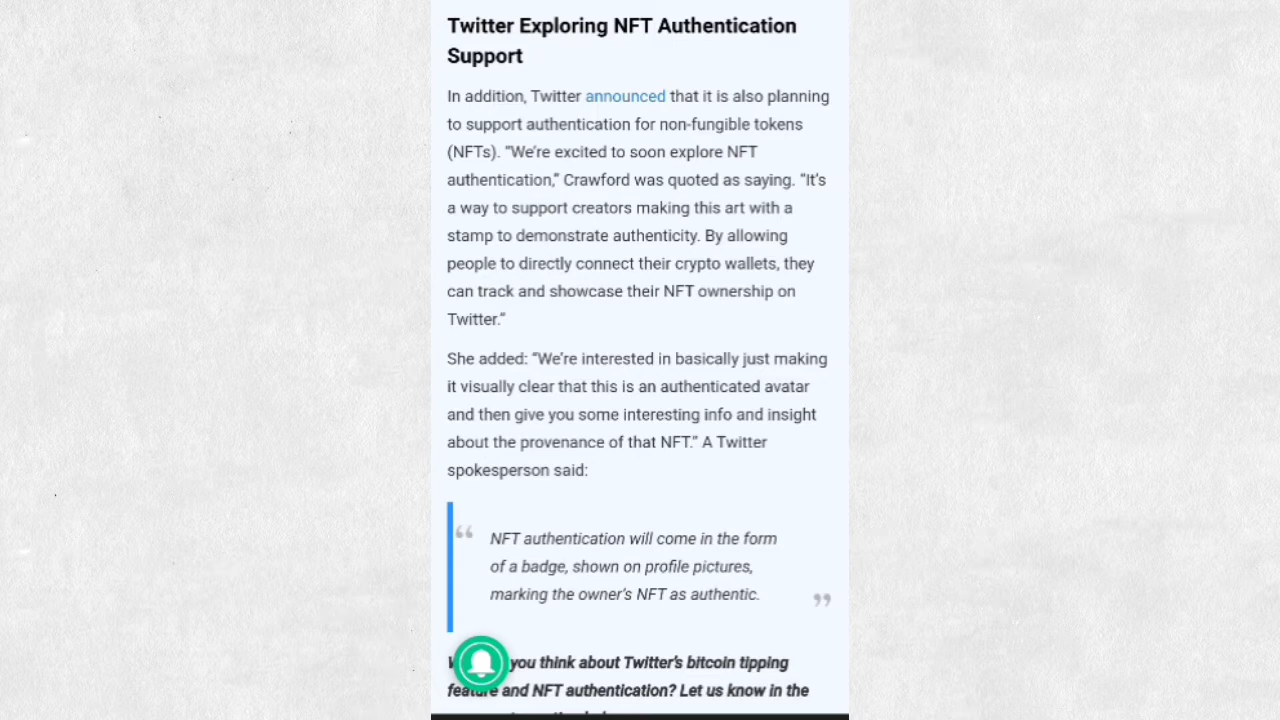 Twitter Exploring NFT Authentication
Support
In addition, Twitter announced that it is also planning
to support authentication for non-fungible tokens
(NFTs). “We’re excited to soon explore NFT
authentication,” Crawford was quoted as saying. “It’s
a way to support creators making this art with a
stamp to demonstrate authenticity. By allowing
people to directly connect their crypto wallets, they
can track and showcase their NFT ownership on
Twitter.”
She added: “We’re interested in basically just making
it visually clear that this is an authenticated avatar
and then give you some interesting info and insight
about the provenance of that NFT.” A Twitter
spokesperson said:
“
NFT authentication will come in the form
of a badge, shown on profile pictures,
marking the owner’s NFT as authentic.
”
you think about Twitter’s bitcoin tipping
feature and NFT authentication? Let us know in the